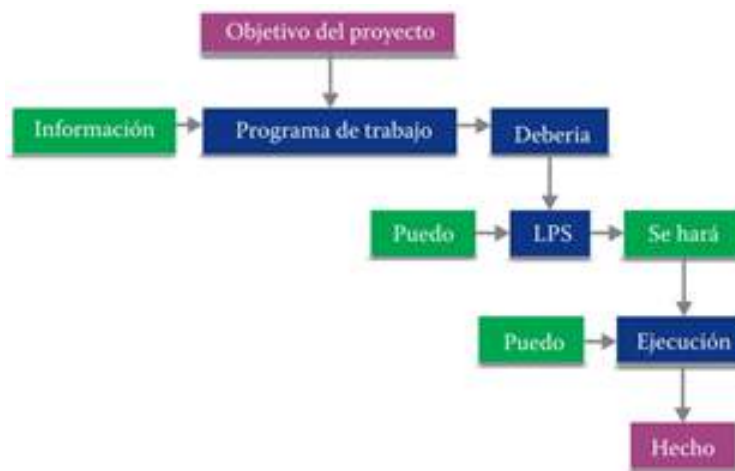 Objetivo del proyecto
Información
Programa de trabajo
Deberia
Puedo
LPS
Se hará
Puedo
Ejecución
Hecho